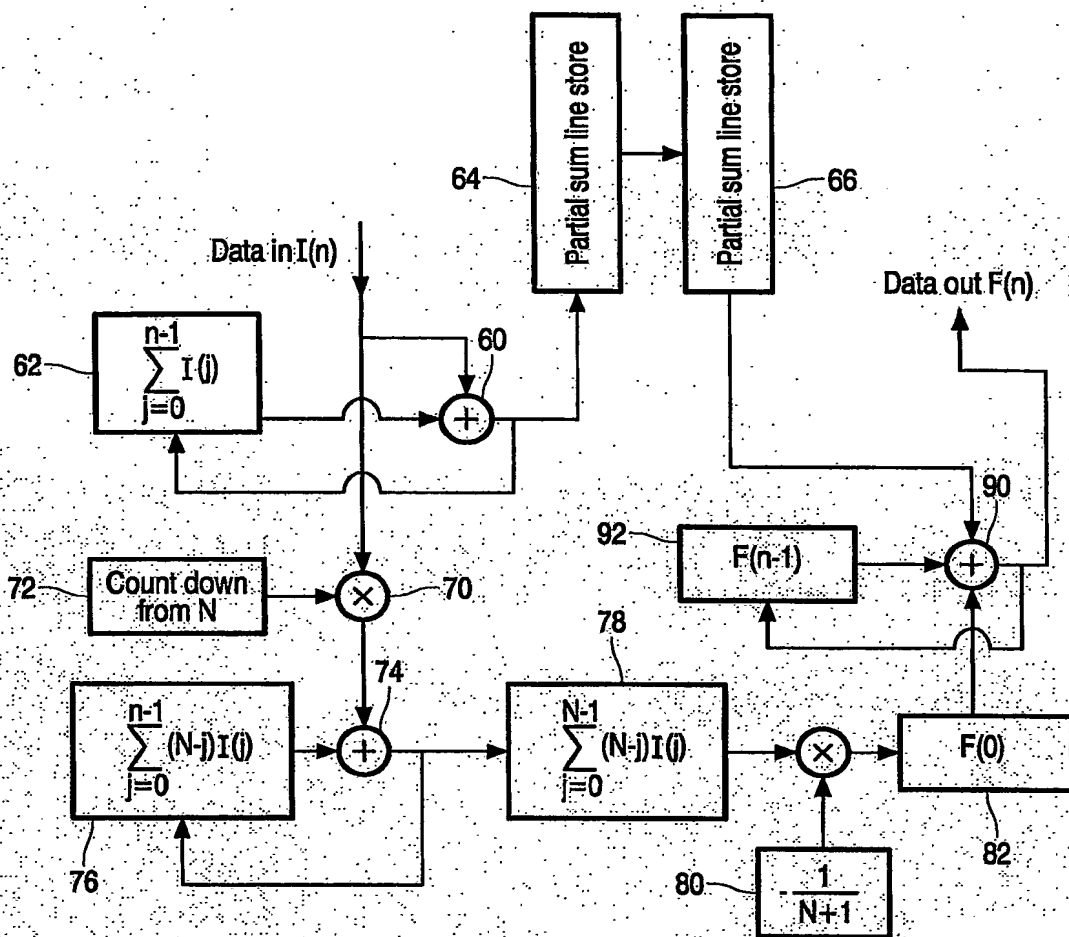 Partial sum line store
Partial sum line store
64
66
Data in I(n)
Data out F(n)
62
n-1
∑ I(j)
j=0
60
+
90
92
F(n-1)
+
72
Count down
from N
×
70
78
74
n-1
∑ (N-j)I(j)
j=0
+
N-1
∑ (N-j)I(j)
j=0
×
F(0)
76
82
80
- 1
N+1